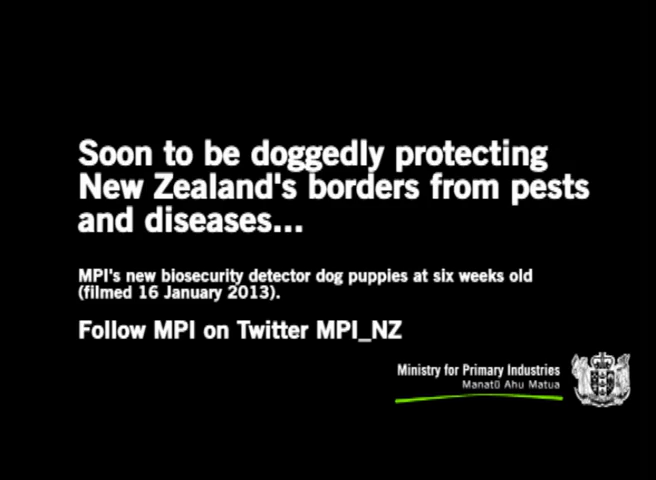 Soon to be doggedly protecting
New Zealand's borders from pests
and diseases...
MPI's new biosecurity detector dog puppies at six weeks old
(filmed 16 January 2013).
Follow MPI on Twitter MPI_NZ
Ministry for Primary Industries
Manatū Ahu Matua